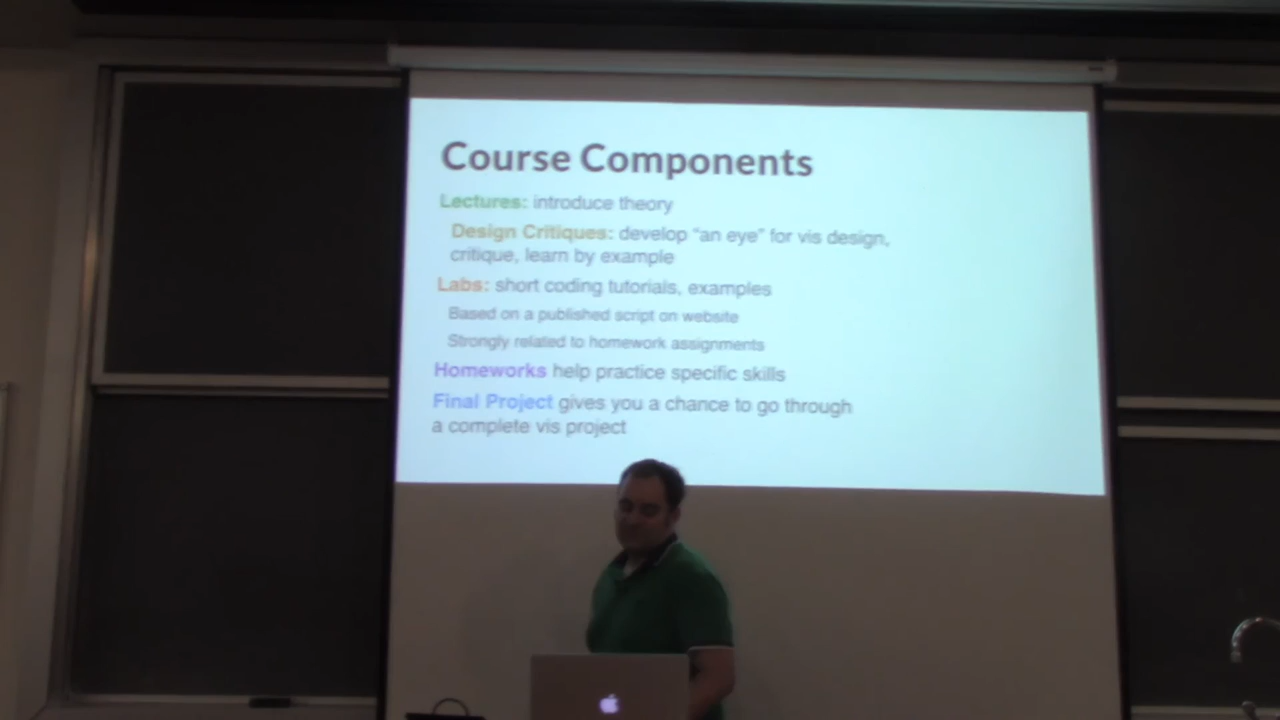 Course Components
Lectures: introduce theory
Design Critiques: develop “an eye” for vis design,
critique, learn by example
Labs: short coding tutorials, examples
Based on a published script on website
Strongly related to homework assignments
Homeworks help practice specific skills
Final Project gives you a chance to go through
a complete vis project